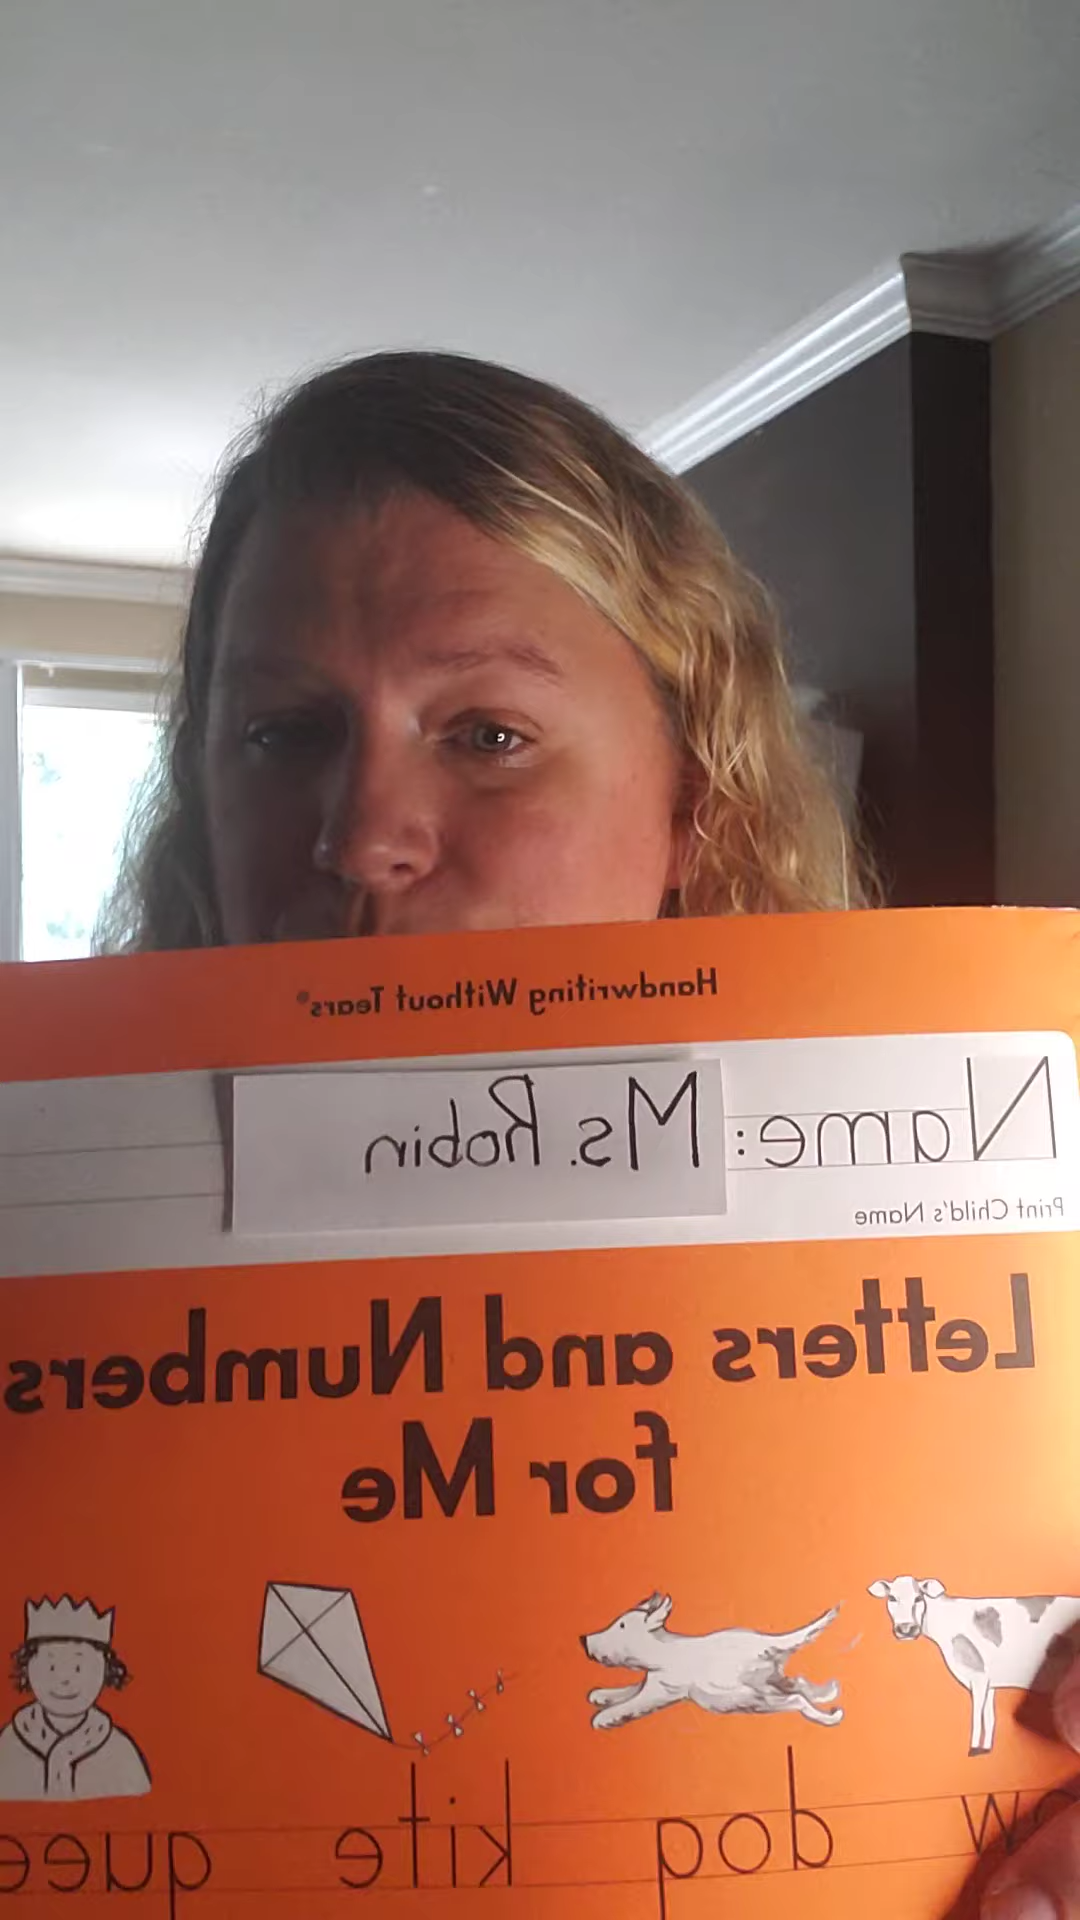 Handwriting Without Tears®
Name: Ms. Robin
Print Child's Name
Letters and Numbers
for Me
dog kite